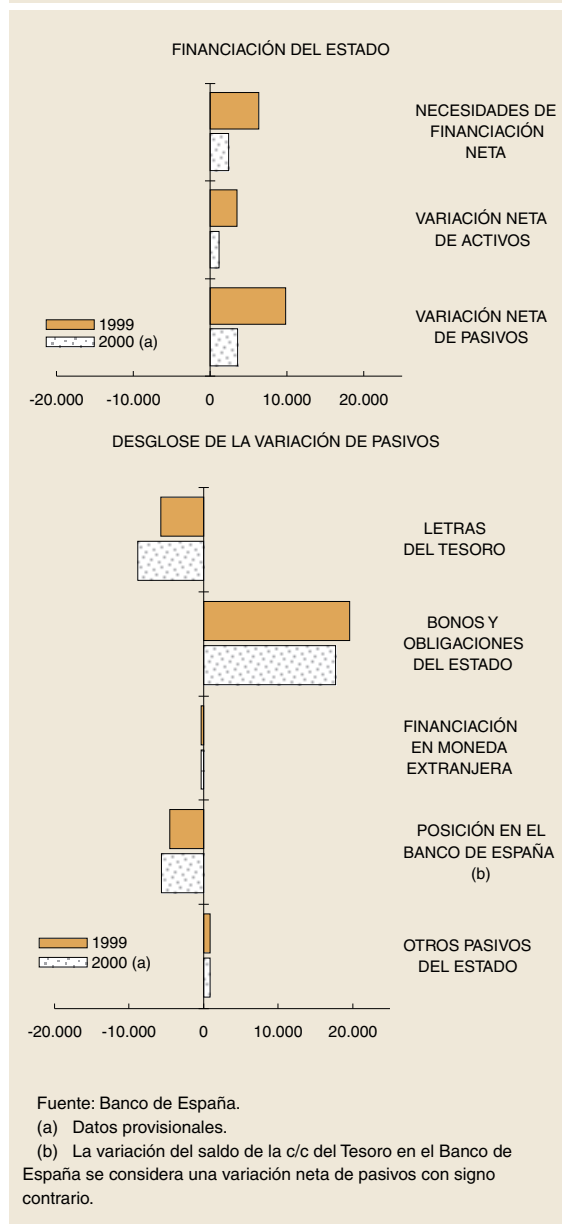 FINANCIACIÓN DEL ESTADO
NECESIDADES DE
FINANCIACIÓN
NETA
VARIACIÓN NETA
DE ACTIVOS
VARIACIÓN NETA
DE PASIVOS
1999
2000 (a)
-20.000 -10.000 0 10.000 20.000
DESGLOSE DE LA VARIACIÓN DE PASIVOS
LETRAS
DEL TESORO
BONOS Y
OBLIGACIONES
DEL ESTADO
FINANCIACIÓN
EN MONEDA
EXTRANJERA
POSICIÓN EN EL
BANCO DE ESPAÑA
(b)
OTROS PASIVOS
DEL ESTADO
1999
2000 (a)
-20.000 -10.000 0 10.000 20.000
Fuente: Banco de España.
(a) Datos provisionales.
(b) La variación del saldo de la c/c del Tesoro en el Banco de
España se considera una variación neta de pasivos con signo
contrario.